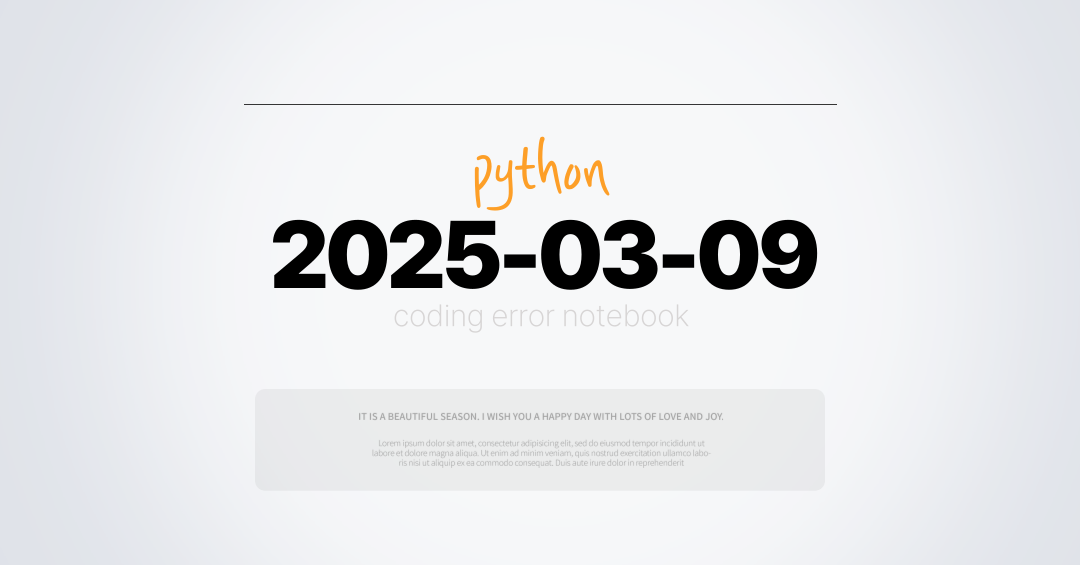 python
2025-03-09
coding error notebook
IT IS A BEAUTIFUL SEASON. I WISH YOU A HAPPY DAY WITH LOTS OF LOVE AND JOY.
Lorem ipsum dolor sit amet, consectetur adipisicing elit, sed do eiusmod tempor incididunt ut
labore et dolore magna aliqua. Ut enim ad minim veniam, quis nostrud exercitation ullamco labo-
ris nisi ut aliquip ex ea commodo consequat. Duis aute irure dolor in reprehenderit